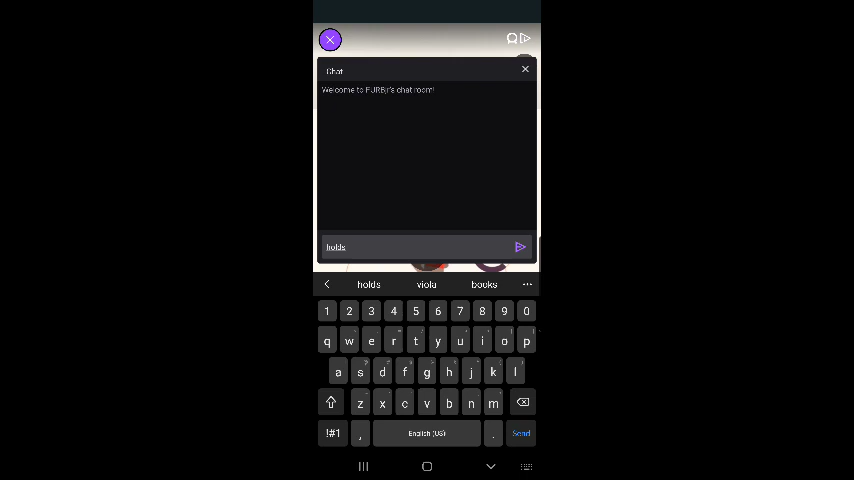 Chat
Welcome to FURBjr's chat room!
holds
holds viola books
1 2 3 4 5 6 7 8 9 0
q w e r t y u i o p
a s d f g h j k l
z x c v b n m
!#1 , English (US) . Send